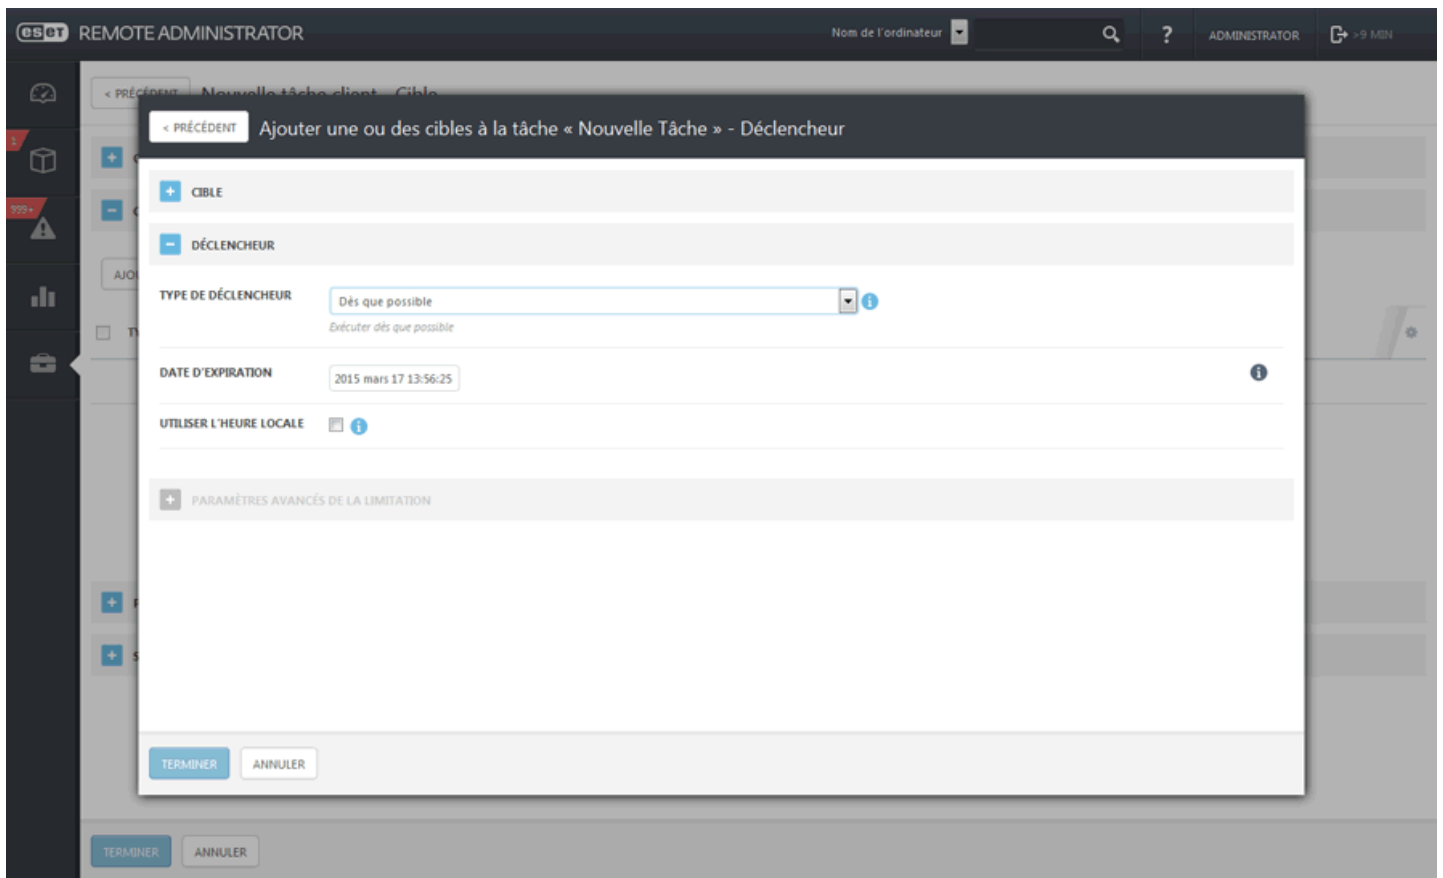 eset REMOTE ADMINISTRATOR
Nom de l'ordinateur
?
ADMINISTRATOR
>9 MIN
1
999+
< PRÉCÉDENT
Ajouter une ou des cibles à la tâche « Nouvelle Tâche » - Déclencheur
CIBLE
DÉCLENCHEUR
TYPE DE DÉCLENCHEUR
Dès que possible
Exécuter dès que possible
DATE D'EXPIRATION
2015 mars 17 13:56:25
UTILISER L'HEURE LOCALE
PARAMÈTRES AVANCÉS DE LA LIMITATION
TERMINER
ANNULER
TERMINER
ANNULER